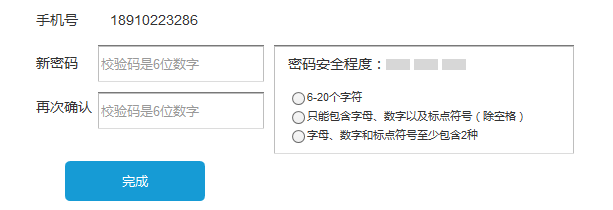 手机号 18910223286
新密码 校验码是6位数字
再次确认 校验码是6位数字
密码安全程度：
6-20个字符
只能包含字母、数字以及标点符号（除空格）
字母、数字和标点符号至少包含2种
完成